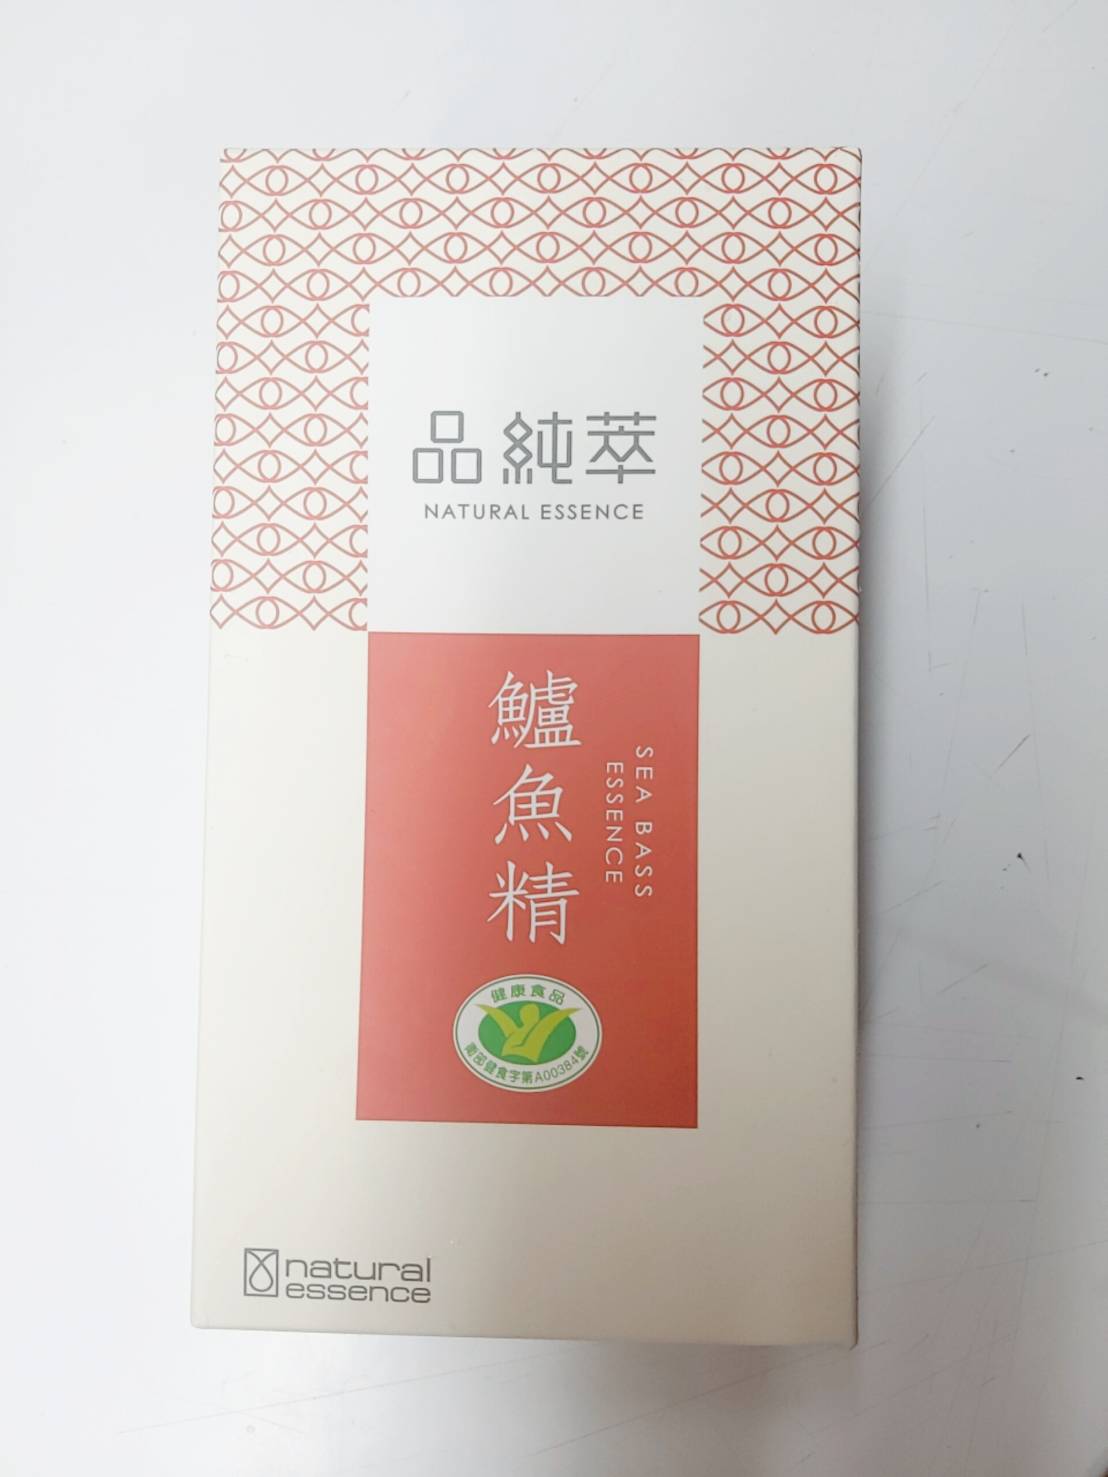 品純萃
NATURAL ESSENCE
鱸魚精
SEA BASS
ESSENCE
健康食品
衛部健食字第A00384號
natural
essence